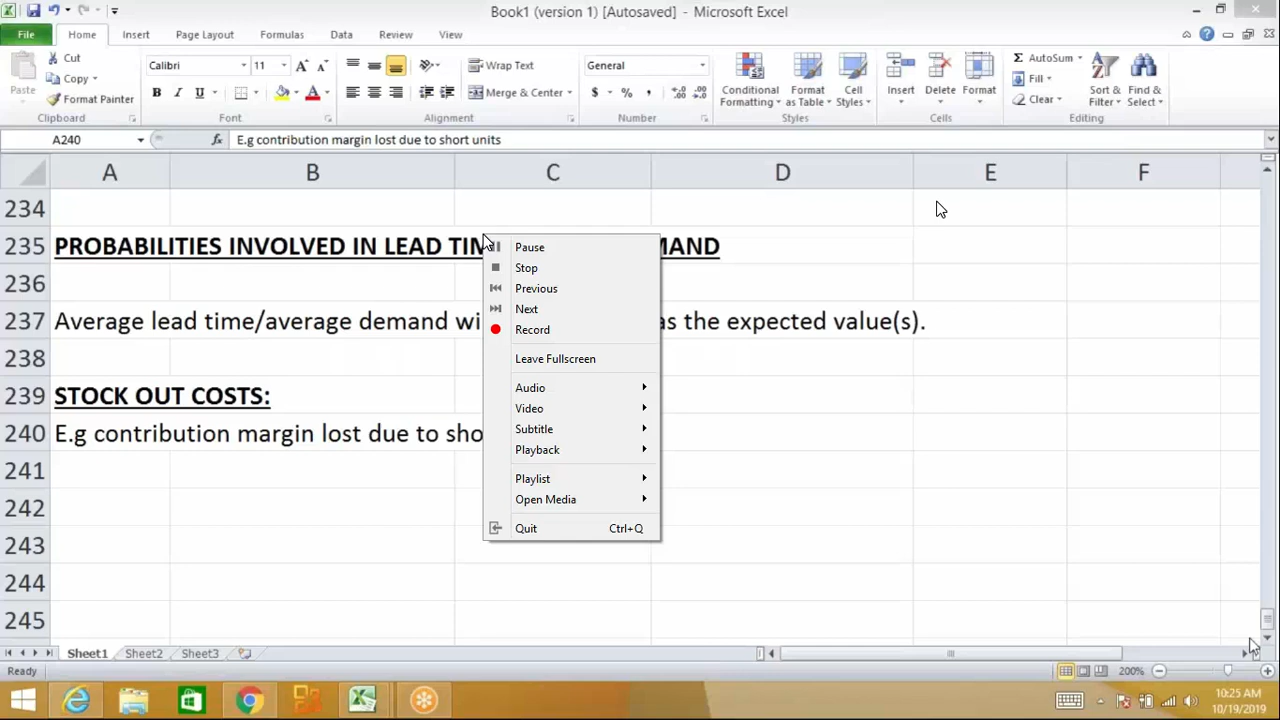 Book1 (version 1) [Autosaved] - Microsoft Excel
File Home Insert Page Layout Formulas Data Review View
Paste Cut Copy Format Painter
Calibri 11
B I U
Wrap Text
Merge & Center
General
$ % ,
Conditional Formatting Format as Table Cell Styles
Insert Delete Format
AutoSum Fill Clear
Sort & Filter Find & Select
Clipboard Font Alignment Number Styles Cells Editing
A240 fx E.g contribution margin lost due to short units
A B C D E F
234
235 PROBABILITIES INVOLVED IN LEAD
236
237 Average lead time/average demand as the expected value(s).
238
239 STOCK OUT COSTS:
240 E.g contribution margin lost due to
241
242
243
244
245
Pause
Stop
Previous
Next
Record
Leave Fullscreen
Audio
Video
Subtitle
Playback
Playlist
Open Media
Quit Ctrl+Q
Sheet1 Sheet2 Sheet3
Ready 200%
10:25 AM
10/19/2019